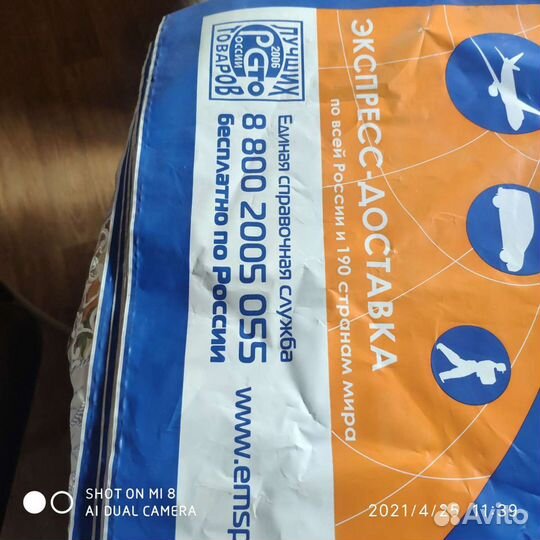 ЭКСПРЕСС-ДОСТАВКА
по всей России и 190 странам мира
Единая справочная служба
8 800 2005 055
бесплатно по России
www.emsp
ЛУЧШИХ
ТОВАРОВ
РОССИИ
2006
SHOT ON MI 8
AI DUAL CAMERA
2021/4/25 11:39
Avito